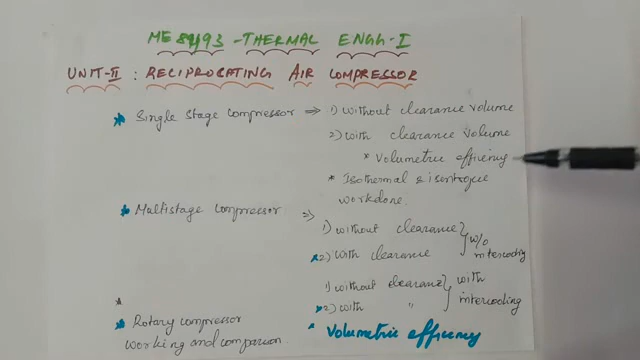 ME8493 - THERMAL ENGG - I
UNIT-II : RECIPROCATING AIR COMPRESSOR
* Single stage compressor ⇒ 1) without clearance volume
2) with clearance volume
* Volumetric efficiency
* Isothermal & isentropic
workdone.
* Multistage compressor ⇒
1) without clearance
* 2) with clearance
w/o
intercooling
1) without clearance
* 2) with "
with
intercooling
*
* Rotary compressor
working and comparison
* Volumetric efficiency